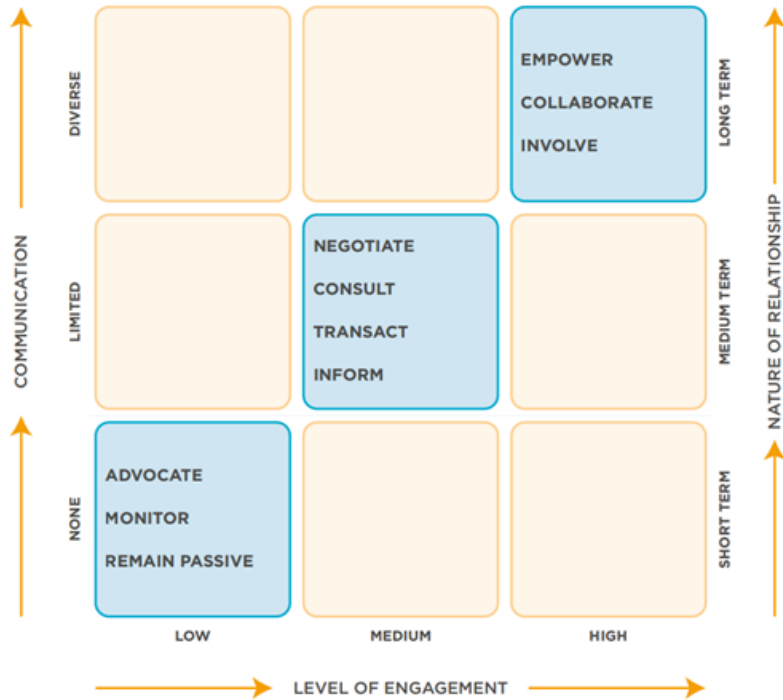 DIVERSE
EMPOWER
COLLABORATE
INVOLVE
LONG TERM
COMMUNICATION
LIMITED
NEGOTIATE
CONSULT
TRANSACT
INFORM
MEDIUM TERM
NATURE OF RELATIONSHIP
NONE
ADVOCATE
MONITOR
REMAIN PASSIVE
SHORT TERM
LOW
MEDIUM
HIGH
LEVEL OF ENGAGEMENT